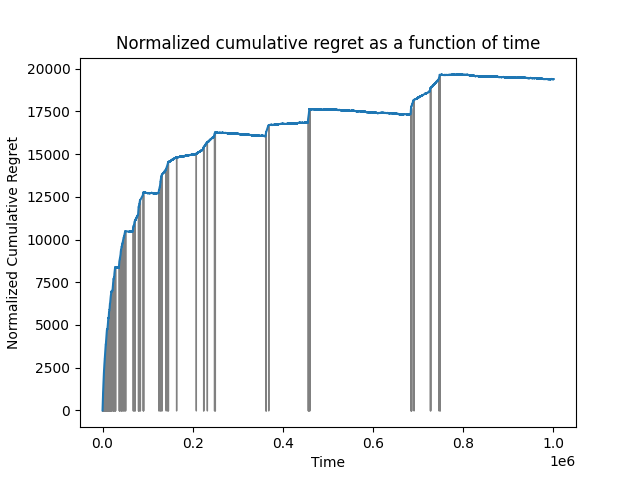 Normalized cumulative regret as a function of time
Normalized Cumulative Regret
20000
17500
15000
12500
10000
7500
5000
2500
0
0.0 0.2 0.4 0.6 0.8 1.0
1e6
Time